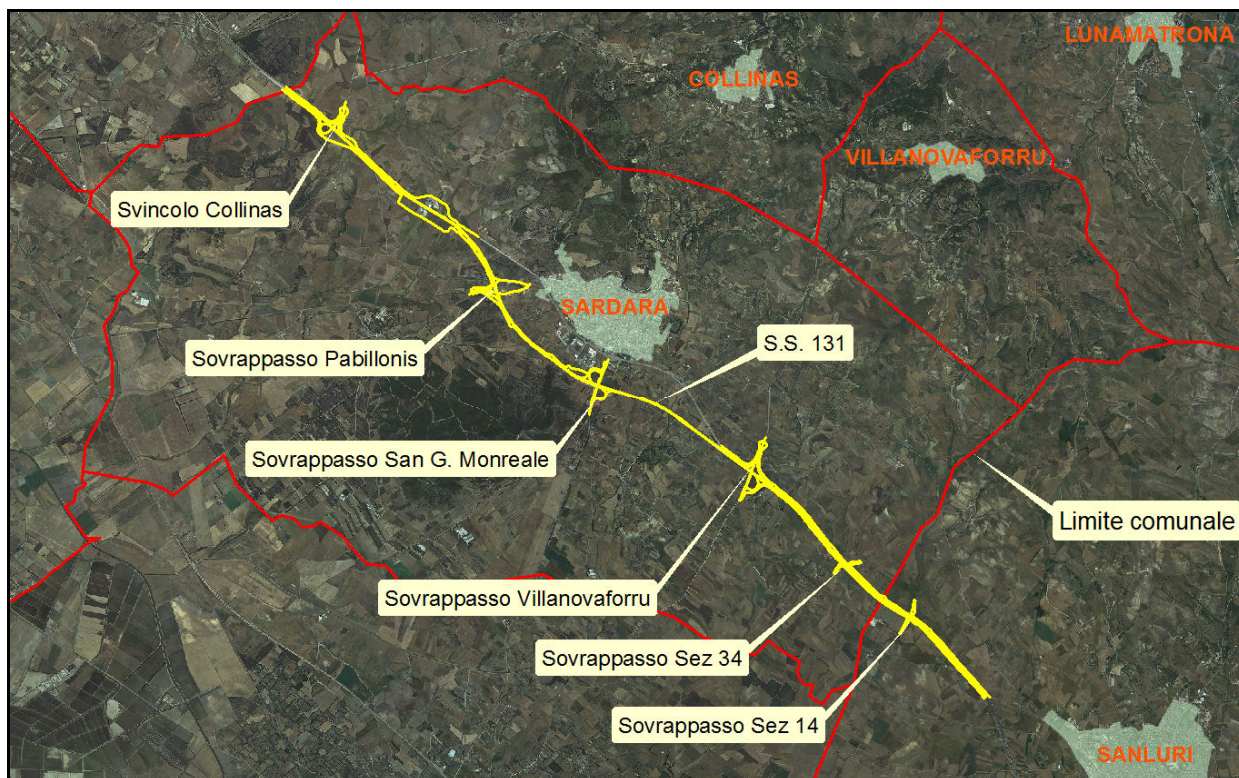 LUNAMATRONA
COLLINAS
VILLANOVAFORRU
Svincolo Collinas
SARDARA
S.S. 131
Sovrappasso Pabillonis
Sovrappasso San G. Monreale
Limite comunale
Sovrappasso Villanovaforru
Sovrappasso Sez 34
Sovrappasso Sez 14
SANLURI